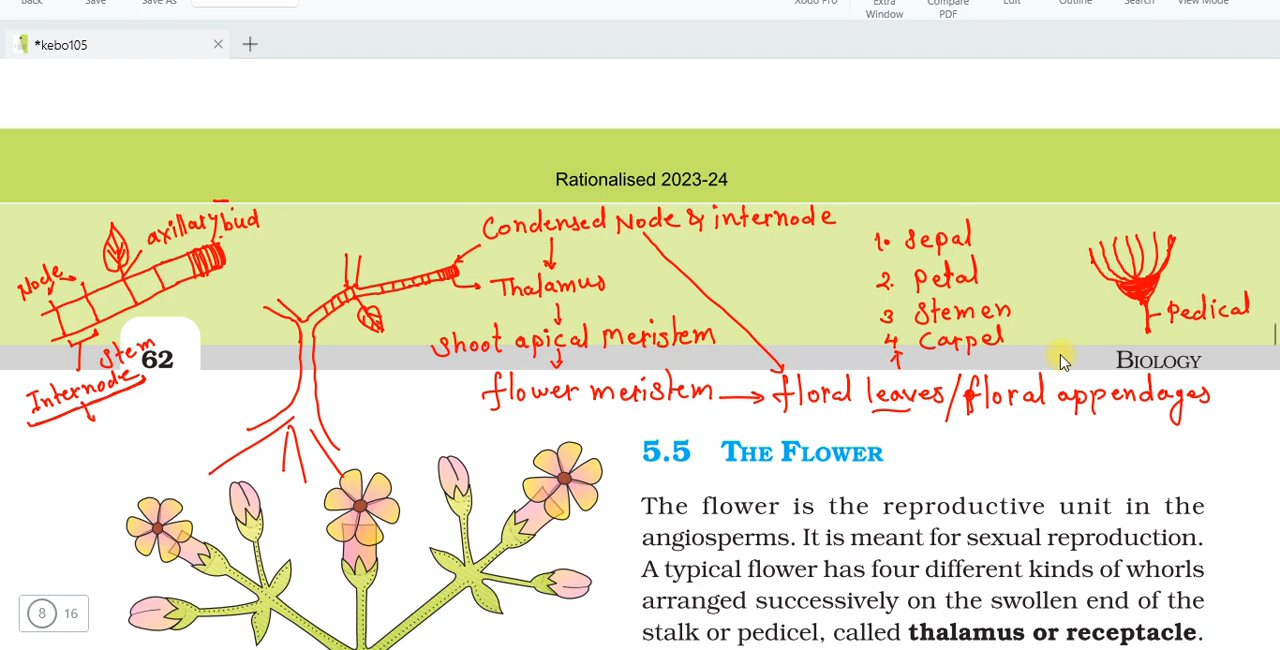 Back Save Save As Xodo Pro Extra Window Compare PDF Edit Outline Search View Mode
*kebo105
Rationalised 2023-24
axillary bud
Node
Stem
Internode
Condensed Node & internode
Thalamus
Shoot apical Meristem
flower meristem → floral leaves/floral appendages
1. Sepal
2. Petal
3 Stemen
4 Carpel
Pedical
62
BIOLOGY
5.5 THE FLOWER
The flower is the reproductive unit in the
angiosperms. It is meant for sexual reproduction.
A typical flower has four different kinds of whorls
arranged successively on the swollen end of the
stalk or pedicel, called thalamus or receptacle.
8 16